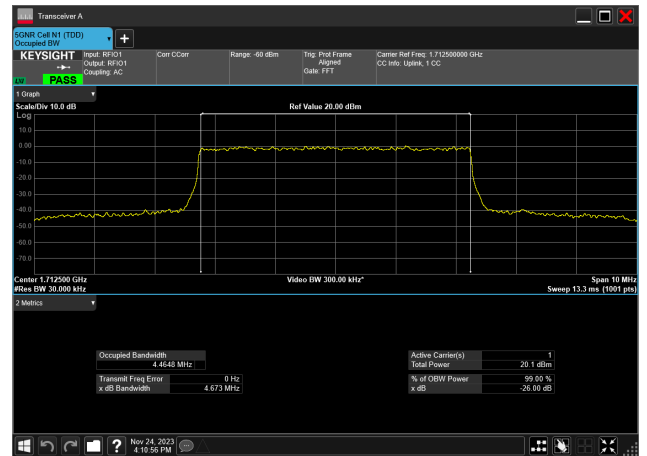 Transceiver A
5GNR Cell N1 (TDD)
Occupied BW
KEYSIGHT
Input: RFIO1
Output: RFIO1
Coupling: AC
Corr CCorr
Range: -60 dBm
Trig: Prot Frame
Aligned
Gate: FFT
Carrier Ref Freq: 1.712500000 GHz
CC Info: Uplink, 1 CC
PASS
1 Graph
Scale/Div 10.0 dB
Ref Value 20.00 dBm
Log
10.0
0.00
-10.0
-20.0
-30.0
-40.0
-50.0
-60.0
-70.0
Center 1.712500 GHz
#Res BW 30.000 kHz
Video BW 300.00 kHz*
Span 10 MHz
Sweep 13.3 ms (1001 pts)
2 Metrics
Occupied Bandwidth
4.4648 MHz
Active Carrier(s) 1
Total Power 20.1 dBm
Transmit Freq Error 0 Hz
x dB Bandwidth 4.673 MHz
% of OBW Power 99.00 %
x dB -26.00 dB
Nov 24, 2023
4:10:56 PM